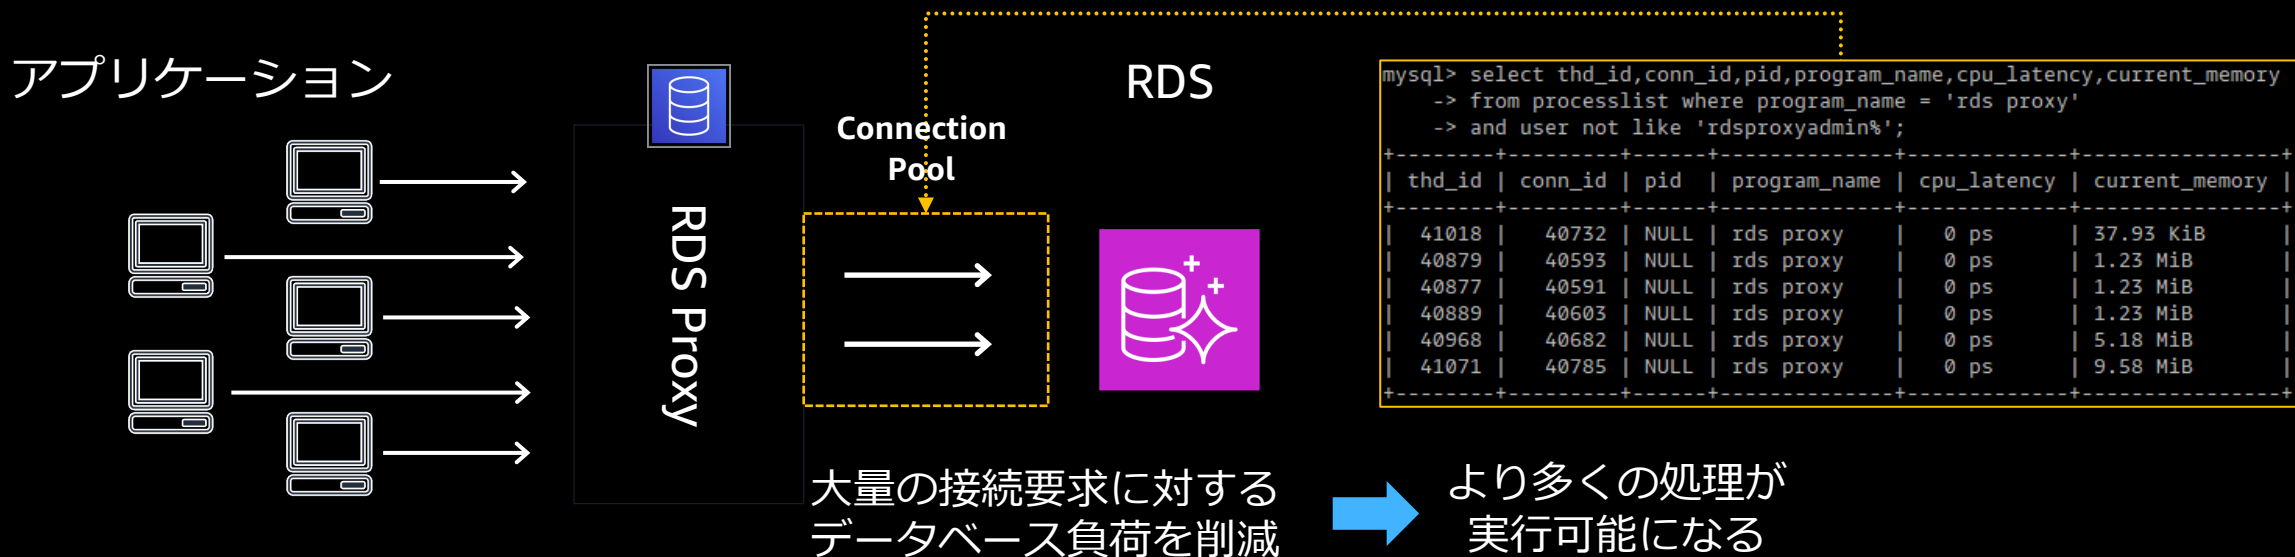 アプリケーション
RDS Proxy
Connection
Pool
RDS
mysql> select thd_id,conn_id,pid,program_name,cpu_latency,current_memory
    -> from processlist where program_name = 'rds proxy'
    -> and user not like 'rdsproxyadmin%';
+--------+---------+------+--------------+-------------+----------------+
| thd_id | conn_id | pid  | program_name | cpu_latency | current_memory |
+--------+---------+------+--------------+-------------+----------------+
|  41018 |   40732 | NULL | rds proxy    |   0 ps      | 37.93 KiB      |
|  40879 |   40593 | NULL | rds proxy    |   0 ps      | 1.23 MiB       |
|  40877 |   40591 | NULL | rds proxy    |   0 ps      | 1.23 MiB       |
|  40889 |   40603 | NULL | rds proxy    |   0 ps      | 1.23 MiB       |
|  40968 |   40682 | NULL | rds proxy    |   0 ps      | 5.18 MiB       |
|  41071 |   40785 | NULL | rds proxy    |   0 ps      | 9.58 MiB       |
+--------+---------+------+--------------+-------------+----------------+
大量の接続要求に対する
データベース負荷を削減
より多くの処理が
実行可能になる